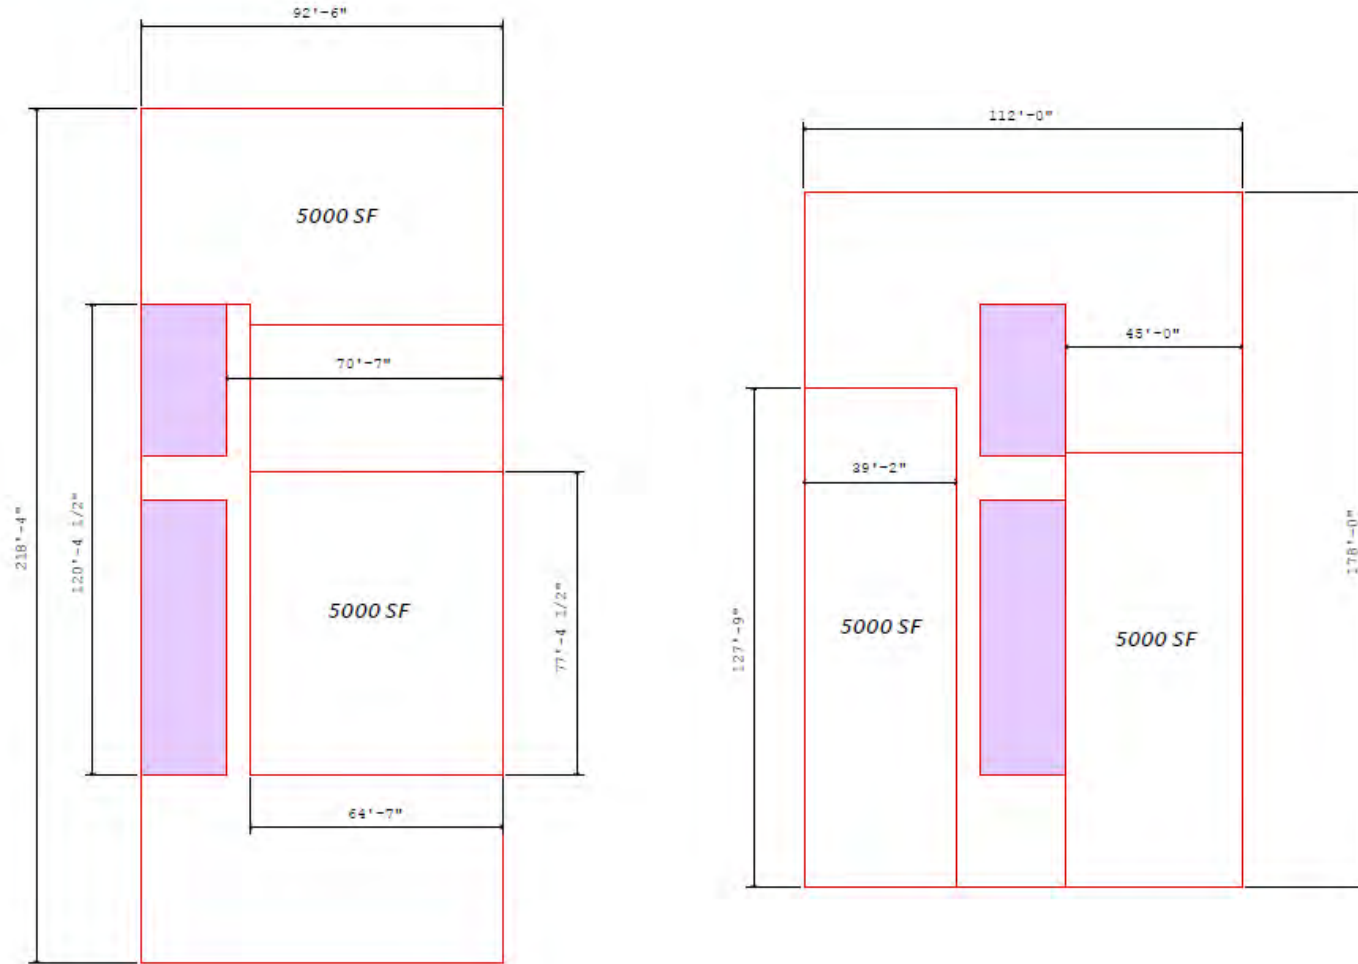 92'-6"
112'-0"
5000 SF
70'-7"
45'-0"
39'-2"
218'-4"
120'-4 1/2"
178'-0"
5000 SF
77'-4 1/2"
127'-9"
5000 SF
5000 SF
64'-7"